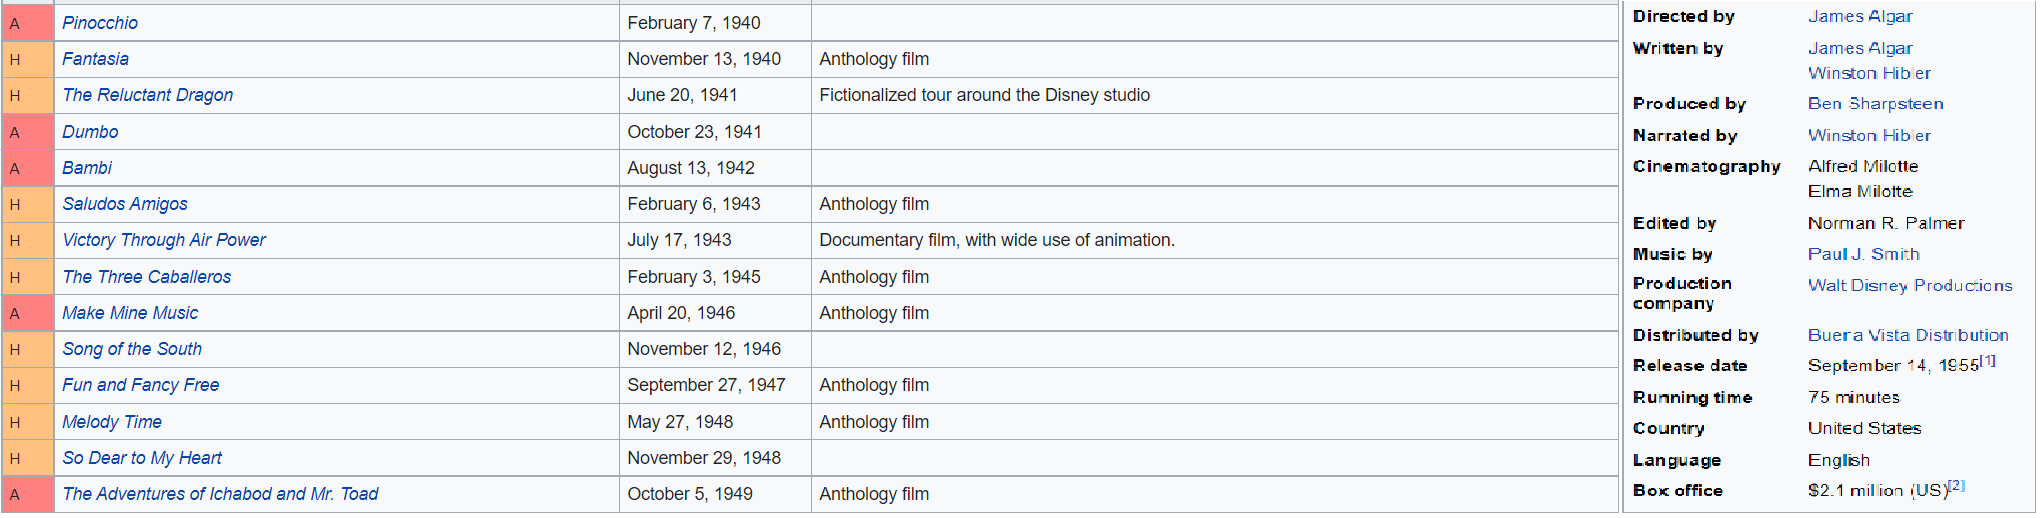 A Pinocchio February 7, 1940
H Fantasia November 13, 1940 Anthology film
H The Reluctant Dragon June 20, 1941 Fictionalized tour around the Disney studio
A Dumbo October 23, 1941
A Bambi August 13, 1942
H Saludos Amigos February 6, 1943 Anthology film
H Victory Through Air Power July 17, 1943 Documentary film, with wide use of animation.
H The Three Caballeros February 3, 1945 Anthology film
A Make Mine Music April 20, 1946 Anthology film
H Song of the South November 12, 1946
H Fun and Fancy Free September 27, 1947 Anthology film
H Melody Time May 27, 1948 Anthology film
H So Dear to My Heart November 29, 1948
A The Adventures of Ichabod and Mr. Toad October 5, 1949 Anthology film
Directed by James Algar
Written by James Algar
Winston Hibler
Produced by Ben Sharpsteen
Narrated by Winston Hibler
Cinematography Alfred Milotte
Elma Milotte
Edited by Norman R. Palmer
Music by Paul J. Smith
Production Walt Disney Productions
company
Distributed by Buena Vista Distribution
Release date September 14, 1955[1]
Running time 75 minutes
Country United States
Language English
Box office $2.1 million (US)[2]